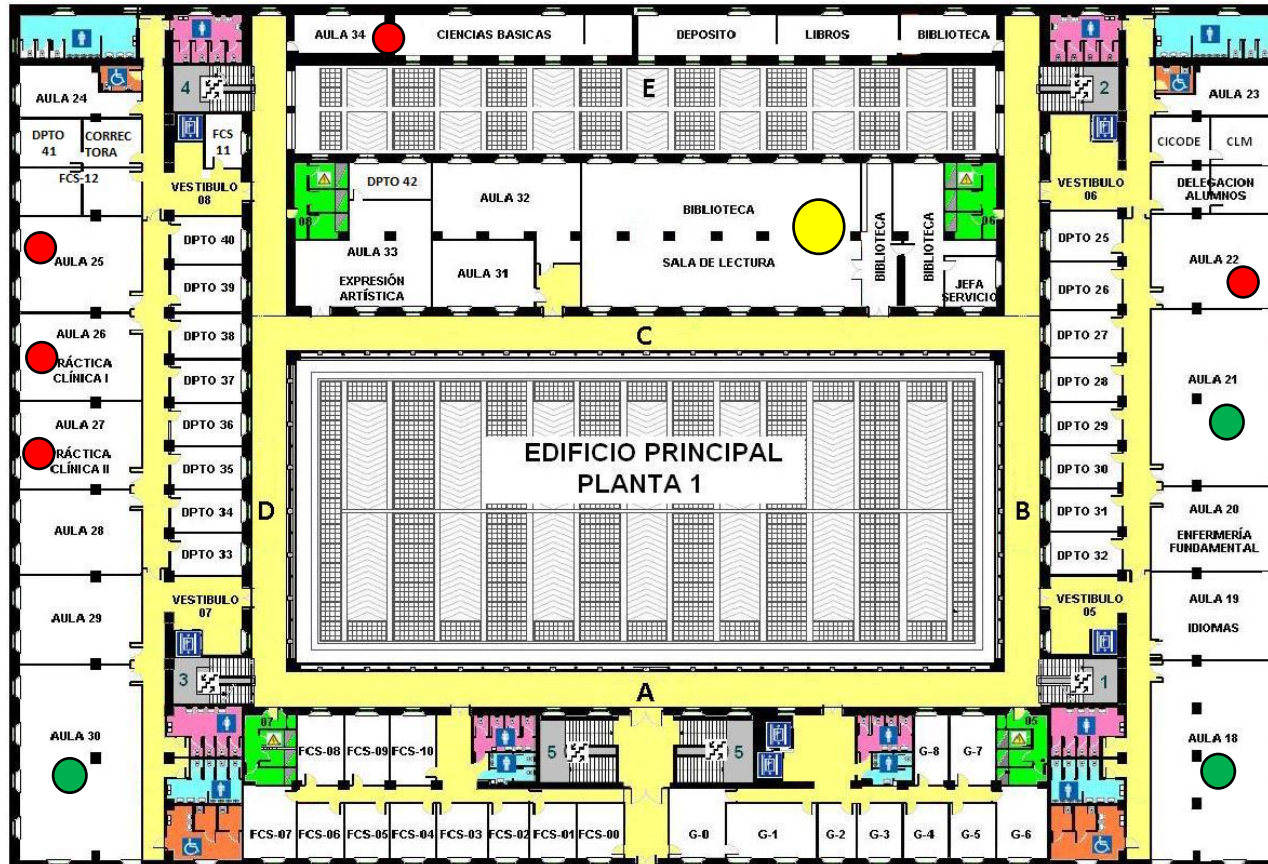 AULA 34
CIENCIAS BASICAS
DEPOSITO
LIBROS
BIBLIOTECA
E
4
2
AULA 24
DPTO
41
CORREC
TORA
FCS-12
FCS
11
VESTIBULO
08
AULA 23
CICODE
CLM
DELEGACION
ALUMNOS
VESTIBULO
06
08
DPTO 42
AULA 32
AULA 33
EXPRESIÓN
ARTÍSTICA
AULA 31
BIBLIOTECA
SALA DE LECTURA
BIBLIOTECA
BIBLIOTECA
06
JEFA
SERVICIO
AULA 25
AULA 26
RÁCTICA
CLÍNICA I
AULA 27
RÁCTICA
CLÍNICA II
AULA 28
AULA 29
AULA 30
DPTO 40
DPTO 39
DPTO 38
DPTO 37
DPTO 36
DPTO 35
DPTO 34
DPTO 33
VESTIBULO
07
3
D
C
EDIFICIO PRINCIPAL
PLANTA 1
B
A
DPTO 25
DPTO 26
DPTO 27
DPTO 28
DPTO 29
DPTO 30
DPTO 31
DPTO 32
VESTIBULO
05
1
AULA 22
AULA 21
AULA 20
ENFERMERÍA
FUNDAMENTAL
AULA 19
IDIOMAS
AULA 18
07
FCS-08
FCS-09
FCS-10
5
5
G-8
G-7
05
FCS-07
FCS-06
FCS-05
FCS-04
FCS-03
FCS-02
FCS-01
FCS-00
G-0
G-1
G-2
G-3
G-4
G-5
G-6